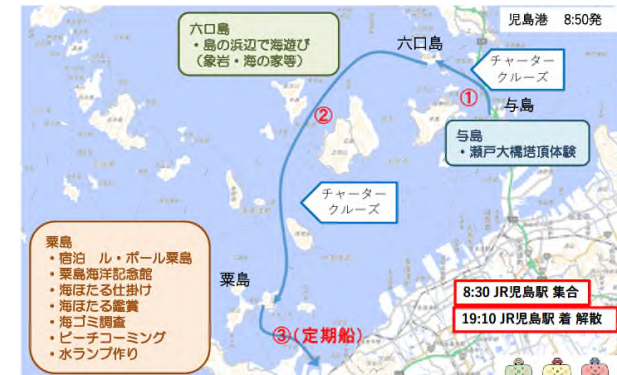 児島港 8:50発
六口島
・島の浜辺で海遊び
(象岩・海の家等)
六口島
チャーター
クルーズ
①
与島
②
与島
・瀬戸大橋塔頂体験
チャーター
クルーズ
粟島
・宿泊 ル・ポール粟島
・粟島海洋記念館
・海ほたる仕掛け
・海ほたる鑑賞
・海ゴミ調査
・ビーチコーミング
・水ランプ作り
粟島
8:30 JR児島駅 集合
19:10 JR児島駅 着 解散
③(定期船)